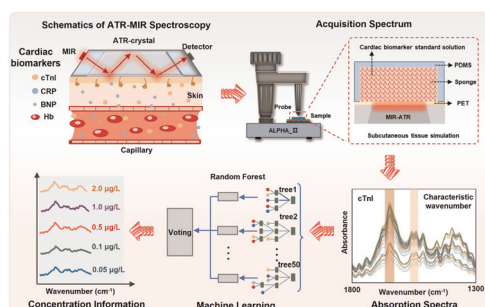 Schematics of ATR-MIR Spectroscopy
Cardiac
biomarkers
cTnI
CRP
BNP
Hb
MIR
ATR-crystal
Detector
Skin
Capillary
Acquisition Spectrum
Probe
Sample
ALPHA_II
Cardiac biomarker standard solution
PDMS
Sponge
PET
MIR-ATR
Subcutaneous tissue simulation
2.0 μg/L
1.0 μg/L
0.5 μg/L
0.1 μg/L
0.05 μg/L
Wavenumber (cm⁻¹)
Concentration Information
Random Forest
Voting
tree1
tree2
tree50
Machine Learning
cTnI
Characteristic
wavenumber
Absorbance
1800
1300
Wavenumber (cm⁻¹)
Absorption Spectra